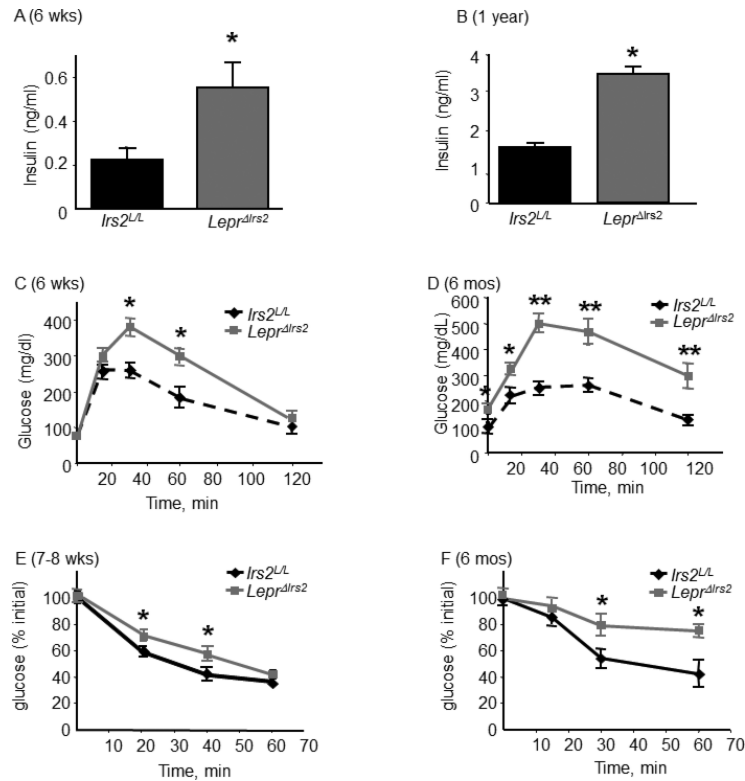 A (6 wks)
*
0.6
0.4
0.2
0
Insulin (ng/ml)
Irs2L/L
LeprΔIrs2
B (1 year)
*
4
3
2
1
0
Insulin (ng/ml)
Irs2L/L
LeprΔIrs2
C (6 wks)
* *
Irs2L/L
LeprΔIrs2
400
300
200
100
0
Glucose (mg/dl)
20 40 60 80 100 120
Time, min
D (6 mos)
* * ** ** **
Irs2L/L
LeprΔIrs2
600
500
400
300
200
100
0
Glucose (mg/dL)
20 40 60 80 100 120
Time, min
E (7-8 wks)
* *
Irs2L/L
LeprΔIrs2
100
80
60
40
20
0
glucose (% initial)
10 20 30 40 50 60 70
Time, min
F (6 mos)
* *
Irs2L/L
LeprΔIrs2
100
80
60
40
20
0
glucose (% initial)
10 20 30 40 50 60 70
Time, min